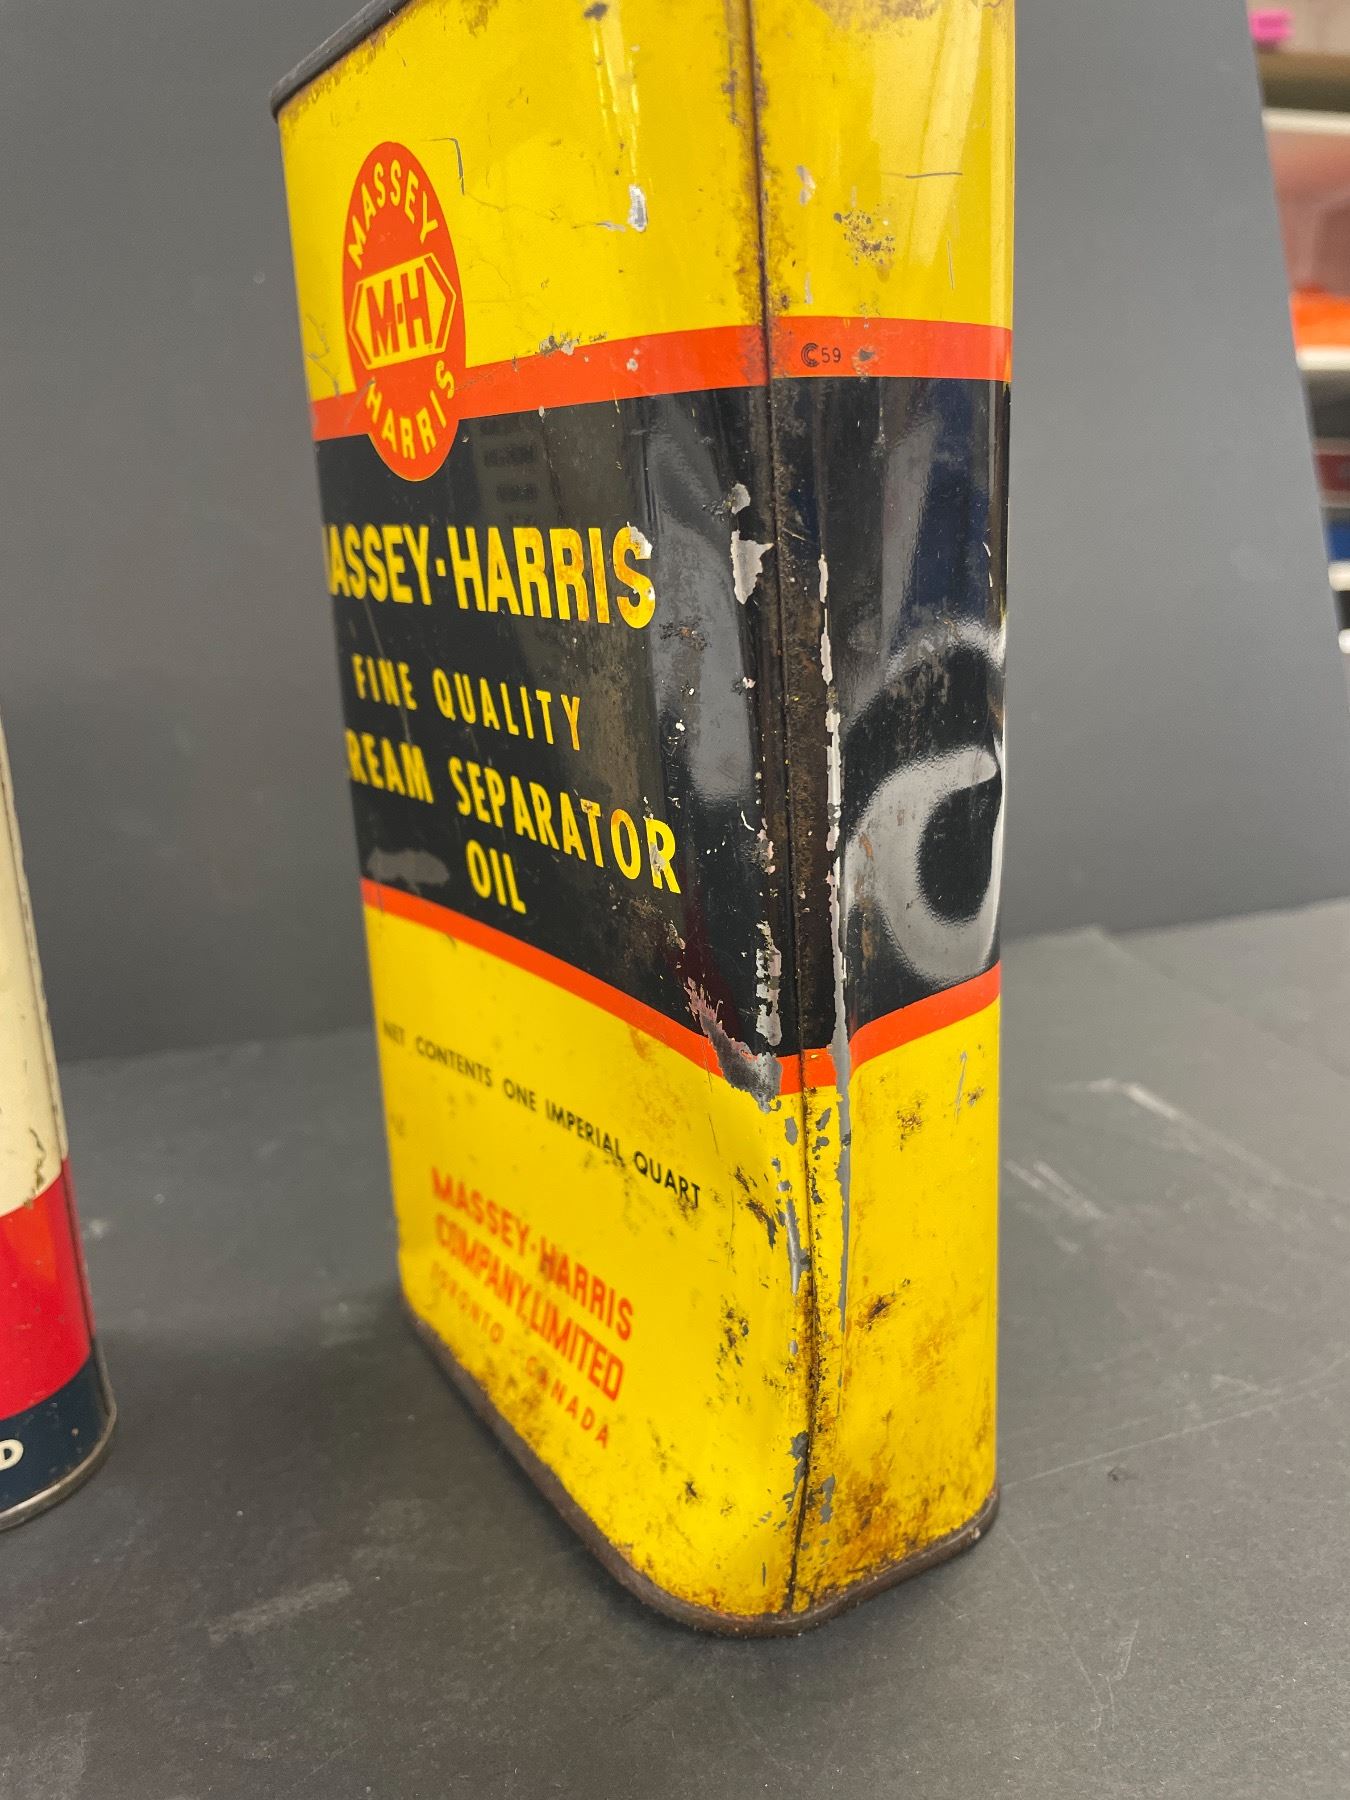 MASSEY
M·H
HARRIS
C59
ASSEY·HARRIS
FINE QUALITY
REAM SEPARATOR
OIL
NET CONTENTS ONE IMPERIAL QUART
MASSEY·HARRIS
COMPANY, LIMITED
TORONTO - CANADA
D